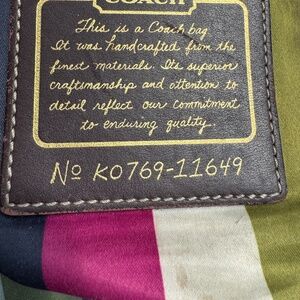 COACH
This is a Coach bag.
It was handcrafted from the
finest materials. Its superior
craftsmanship and attention to
detail reflect our commitment
to enduring quality.
No K0769-11649